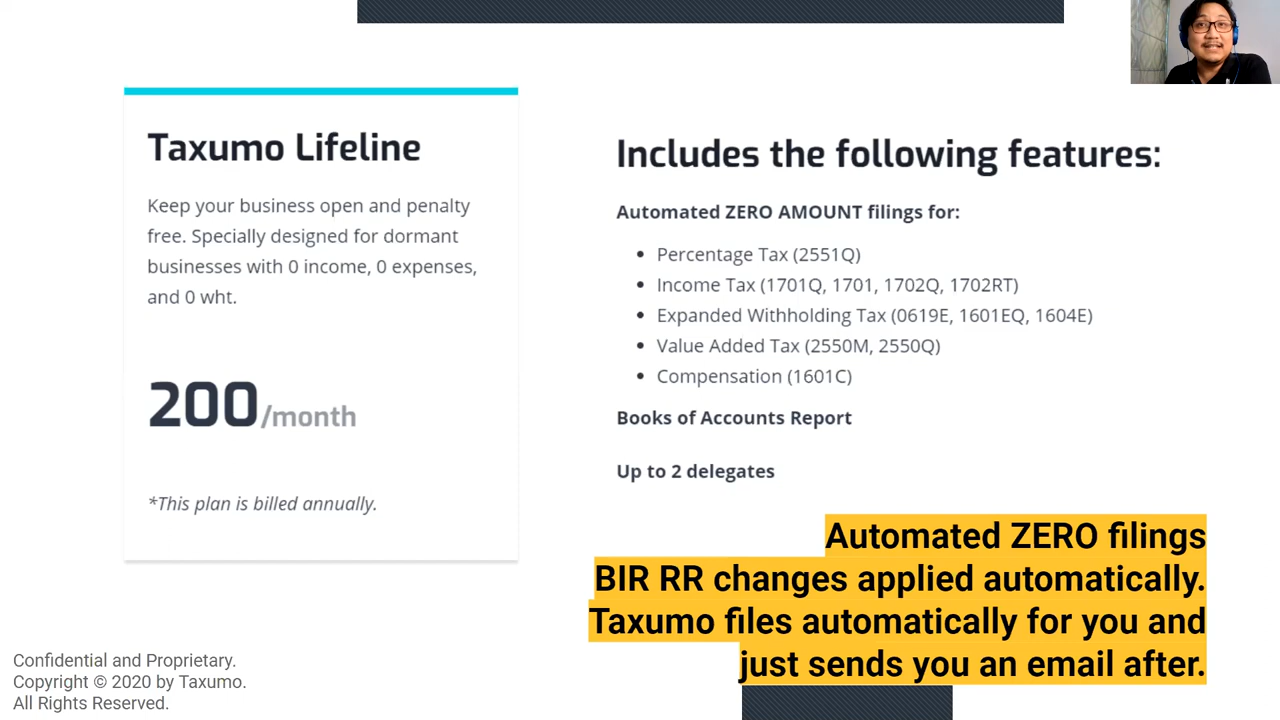 Taxumo Lifeline
Keep your business open and penalty
free. Specially designed for dormant
businesses with 0 income, 0 expenses,
and 0 wht.
200/month
*This plan is billed annually.
Includes the following features:
Automated ZERO AMOUNT filings for:
• Percentage Tax (2551Q)
• Income Tax (1701Q, 1701, 1702Q, 1702RT)
• Expanded Withholding Tax (0619E, 1601EQ, 1604E)
• Value Added Tax (2550M, 2550Q)
• Compensation (1601C)
Books of Accounts Report
Up to 2 delegates
Automated ZERO filings
BIR RR changes applied automatically.
Taxumo files automatically for you and
just sends you an email after.
Confidential and Proprietary.
Copyright © 2020 by Taxumo.
All Rights Reserved.